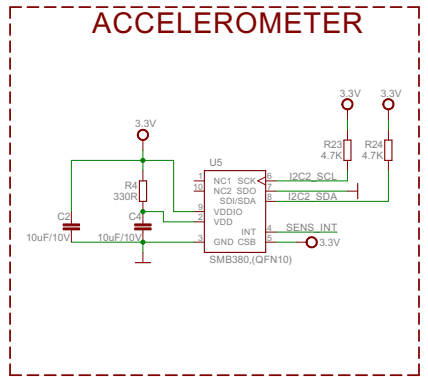 ACCELEROMETER
3.3V
3.3V
3.3V
R23
4.7K
R24
4.7K
U5
1 NC1 SCK 6 I2C2_SCL
10 NC2 SDO 7
SDI/SDA 8 I2C2_SDA
R4
330R
9 VDDIO
2 VDD
C2
10uF/10V
C4
10uF/10V
INT 4 SENS_INT
3 GND CSB 5 3.3V
SMB380,(QFN10)